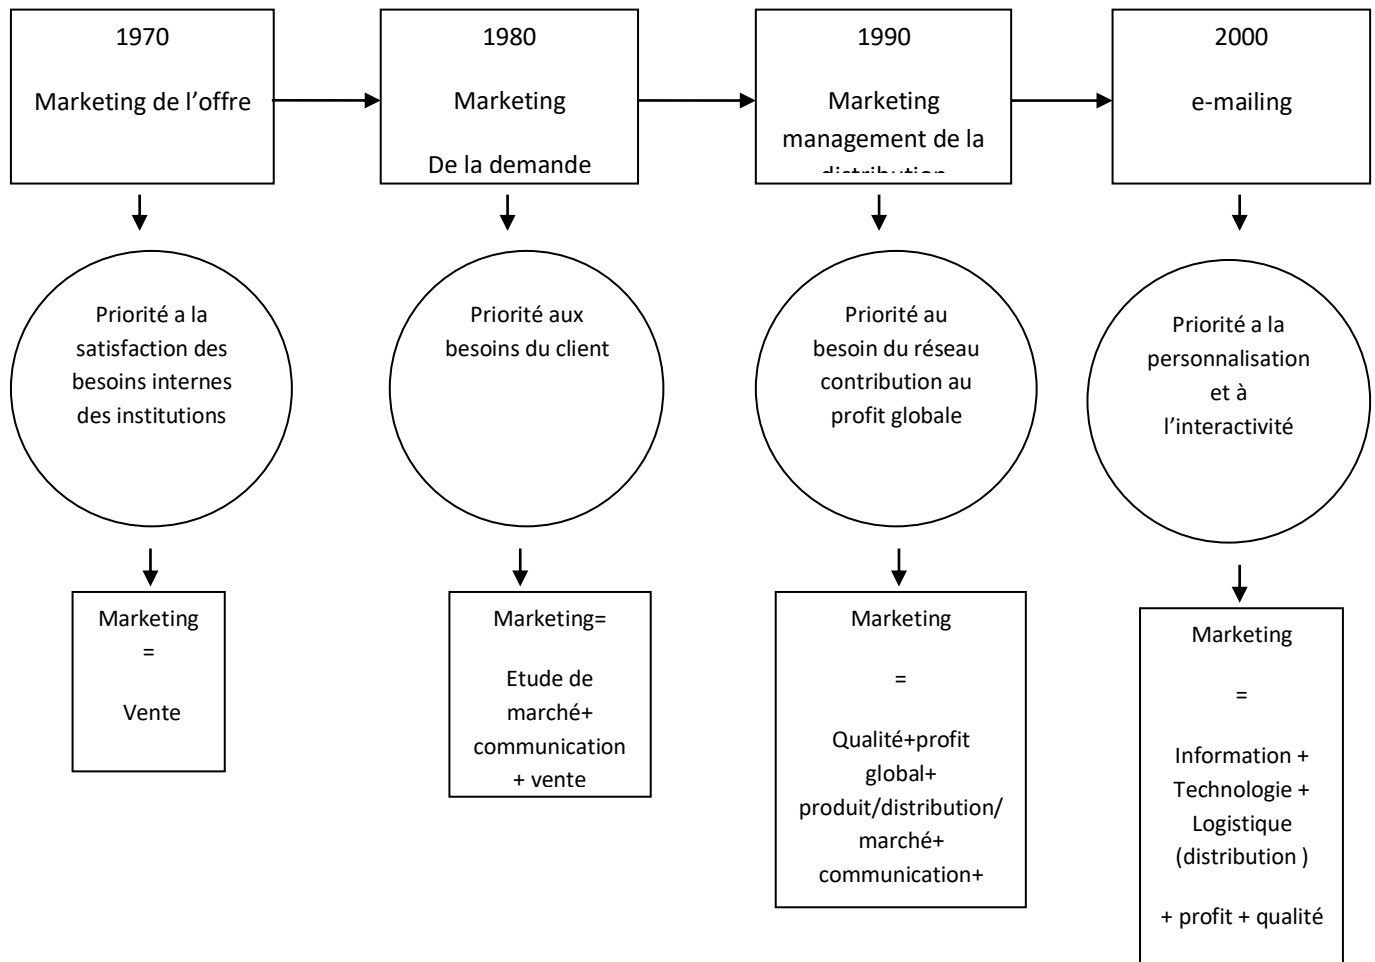 1970
Marketing de l’offre
1980
Marketing
De la demande
1990
Marketing
management de la
distribution
2000
e-mailing
Priorité a la
satisfaction des
besoins internes
des institutions
Priorité aux
besoins du client
Priorité au
besoin du réseau
contribution au
profit globale
Priorité a la
personnalisation
et à
l’interactivité
Marketing
=
Vente
Marketing=
Etude de
marché+
communication
+ vente
Marketing
=
Qualité+profit
global+
produit/distribution/
marché+
communication+
Marketing
=
Information +
Technologie +
Logistique
(distribution )
+ profit + qualité